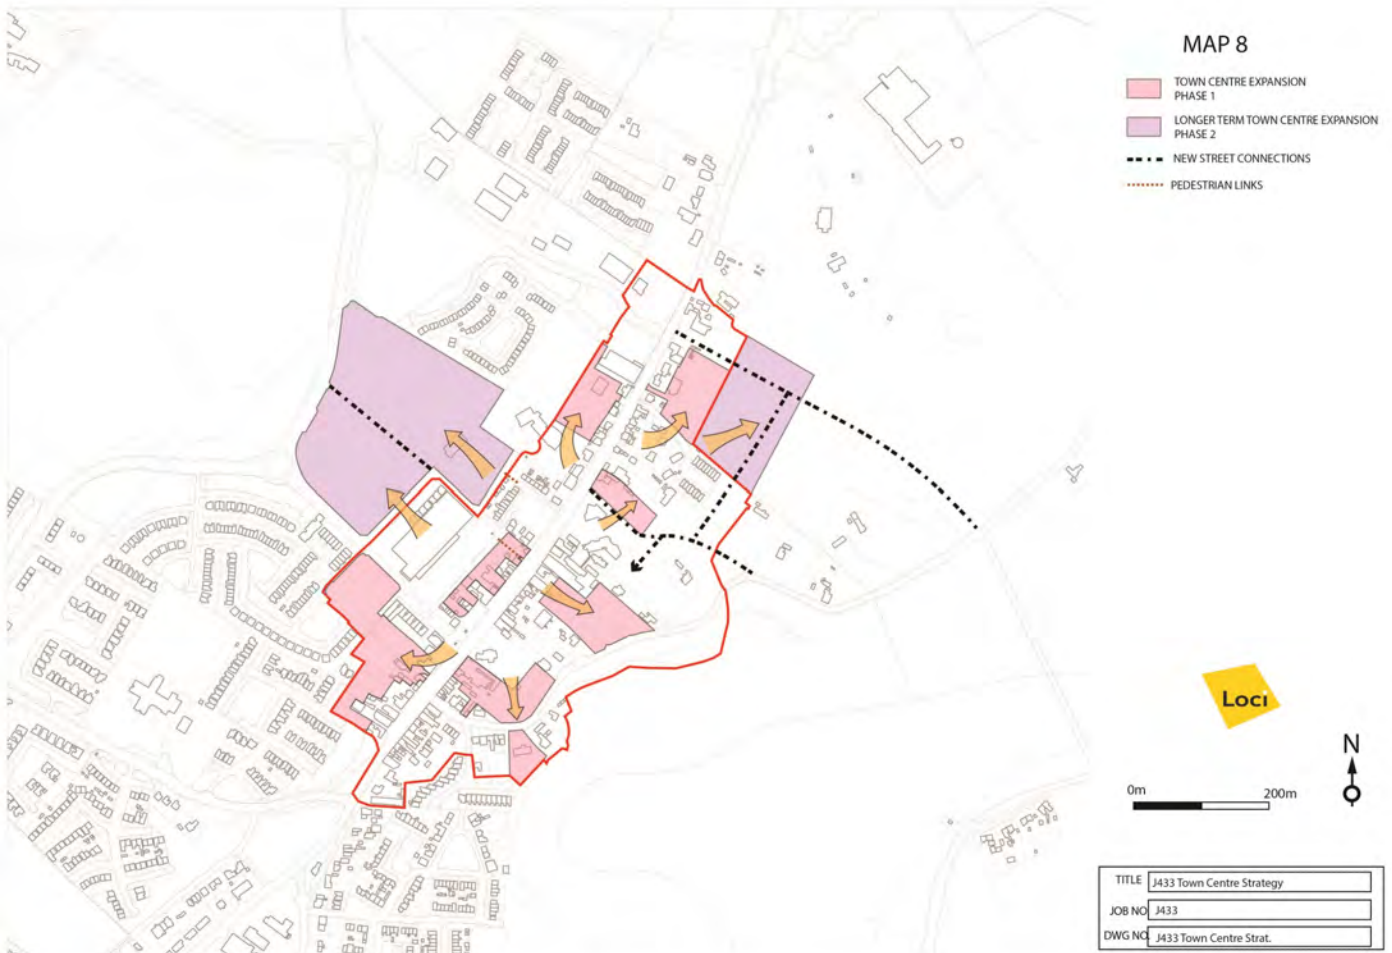 MAP 8
TOWN CENTRE EXPANSION
PHASE 1
LONGER TERM TOWN CENTRE EXPANSION
PHASE 2
NEW STREET CONNECTIONS
PEDESTRIAN LINKS
Loci
N
0m 200m
TITLE J433 Town Centre Strategy
JOB NO J433
DWG NO. J433 Town Centre Strat.